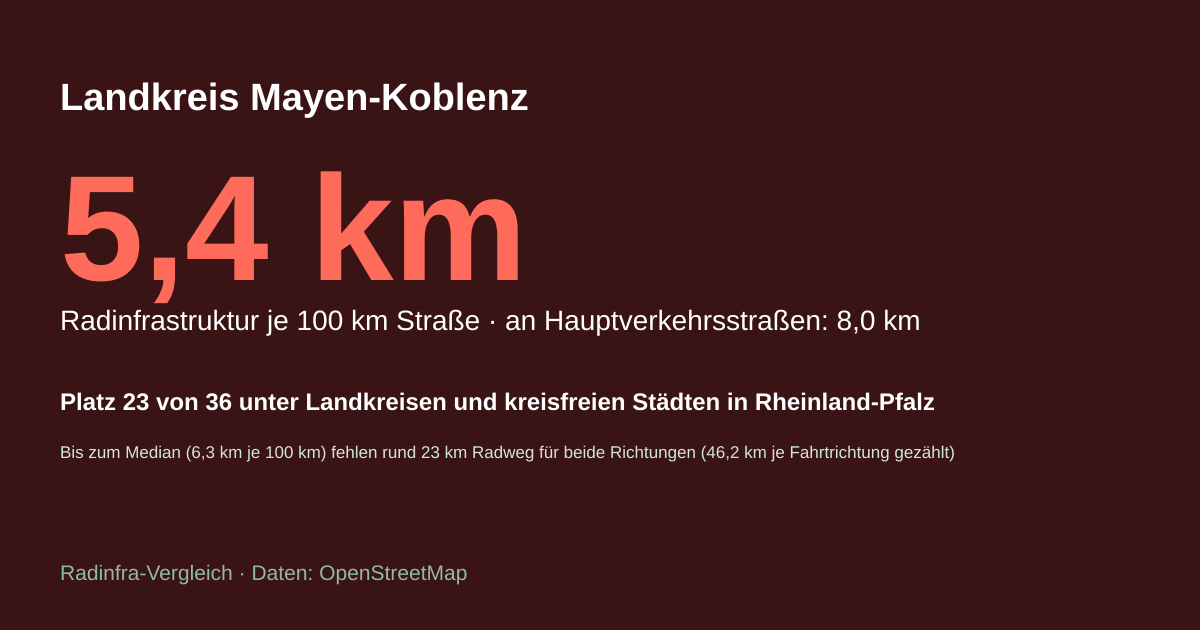 Landkreis Mayen-Koblenz
5,4 km
Radinfrastruktur je 100 km Straße · an Hauptverkehrsstraßen: 8,0 km
Platz 23 von 36 unter Landkreisen und kreisfreien Städten in Rheinland-Pfalz
Bis zum Median (6,3 km je 100 km) fehlen rund 23 km Radweg für beide Richtungen (46,2 km je Fahrtrichtung gezählt)
Radinfra-Vergleich · Daten: OpenStreetMap